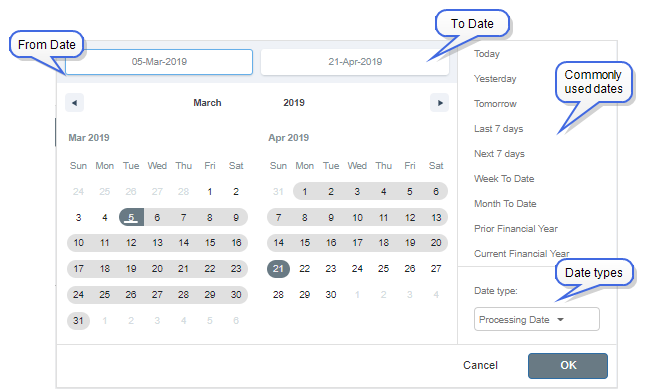 From Date
To Date
05-Mar-2019
21-Apr-2019
March 2019
Mar 2019
Sun Mon Tue Wed Thu Fri Sat
24 25 26 27 28 1 2
3 4 5 6 7 8 9
10 11 12 13 14 15 16
17 18 19 20 21 22 23
24 25 26 27 28 29 30
31 1 2 3 4 5 6
Apr 2019
Sun Mon Tue Wed Thu Fri Sat
31 1 2 3 4 5 6
7 8 9 10 11 12 13
14 15 16 17 18 19 20
21 22 23 24 25 26 27
28 29 30 1 2 3 4
Today
Yesterday
Tomorrow
Last 7 days
Next 7 days
Week To Date
Month To Date
Prior Financial Year
Current Financial Year
Commonly
used dates
Date types
Date type:
Processing Date
Cancel
OK